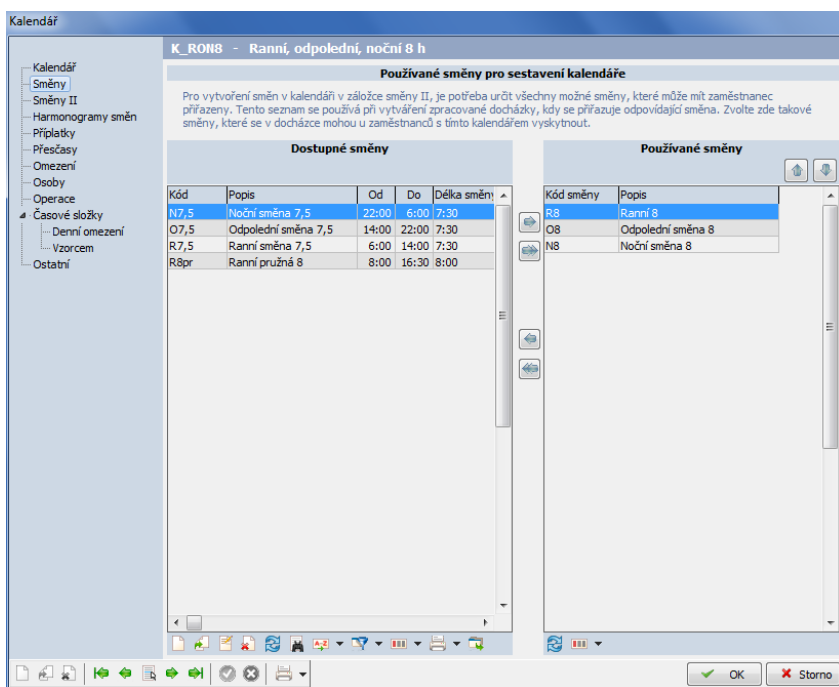 Kalendář
K_RON8 - Ranní, odpolední, noční 8 h
Kalendář
Směny
Směny II
Harmonogramy směn
Příplatky
Přesčasy
Omezení
Osoby
Operace
Časové složky
Denní omezení
Vzorcem
Ostatní
Používané směny pro sestavení kalendáře
Pro vytvoření směn v kalendáři v záložce směny II, je potřeba určit všechny možné směny, které může mít zaměstnanec
přiřazeny. Tento seznam se používá při vytváření zpracované docházky, kdy se přiřazuje odpovídající směna. Zvolte zde takové
směny, které se v docházce mohou u zaměstnanců s tímto kalendářem vyskytnout.
Dostupné směny
Kód Popis Od Do Délka směny
N7,5 Noční směna 7,5 22:00 6:00 7:30
O7,5 Odpolední směna 7,5 14:00 22:00 7:30
R7,5 Ranní směna 7,5 6:00 14:00 7:30
R8pr Ranní pružná 8 8:00 16:30 8:00
Používané směny
Kód směny Popis
R8 Ranní 8
O8 Odpolední směna 8
N8 Noční směna 8
A-Z
OK Storno